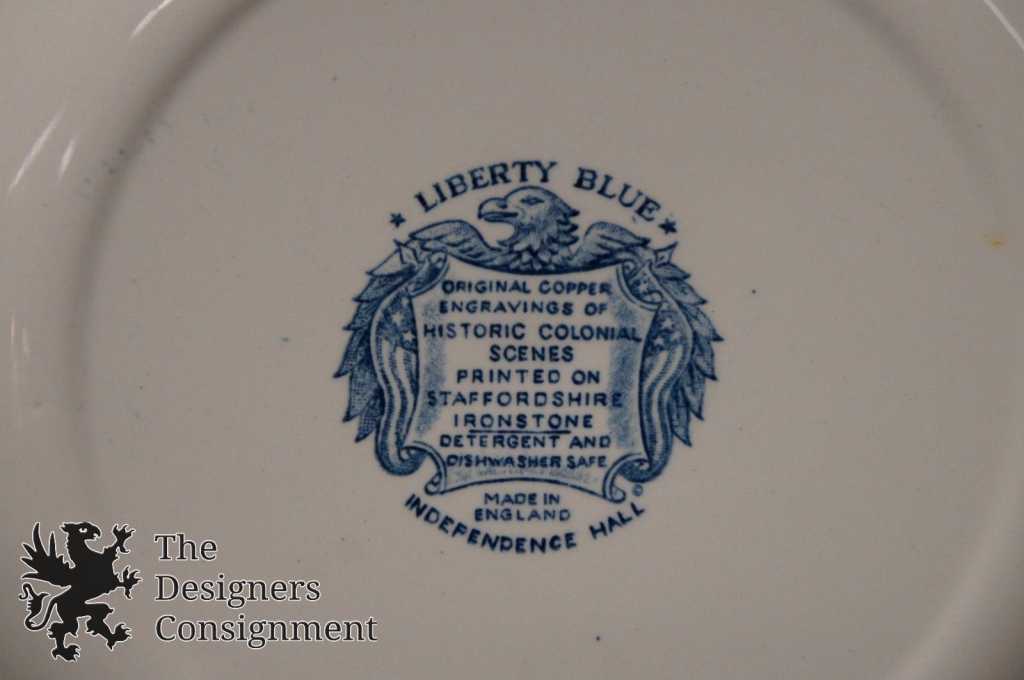 LIBERTY BLUE
ORIGINAL COPPER
ENGRAVINGS OF
HISTORIC COLONIAL
SCENES
PRINTED ON
STAFFORDSHIRE
IRONSTONE
DETERGENT AND
DISHWASHER SAFE
MADE IN
ENGLAND
INDEPENDENCE HALL ©
The
Designers
Consignment